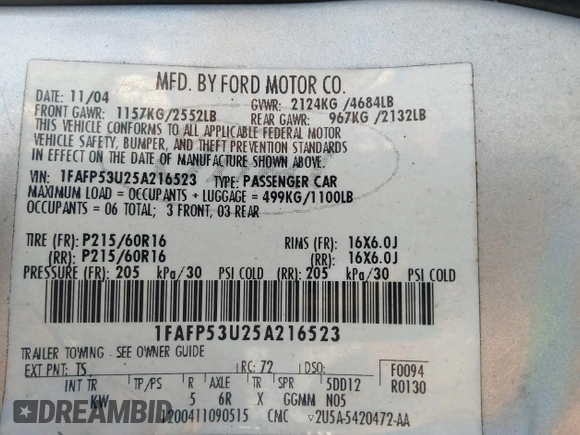 MFD. BY FORD MOTOR CO.
DATE: 11/04 GVWR: 2124KG /4684LB
FRONT GAWR: 1157KG/2552LB REAR GAWR: 967KG/2132LB
THIS VEHICLE CONFORMS TO ALL APPLICABLE FEDERAL MOTOR
VEHICLE SAFETY, BUMPER, AND THEFT PREVENTION STANDARDS
IN EFFECT ON THE DATE OF MANUFACTURE SHOWN ABOVE.
VIN: 1FAFP53U25A216523 TYPE: PASSENGER CAR
MAXIMUM LOAD = OCCUPANTS + LUGGAGE = 499KG/1100LB
OCCUPANTS = 06 TOTAL; 3 FRONT, 03 REAR
TIRE (FR): P215/60R16 RIMS (FR): 16X6.0J
(RR): P215/60R16 (RR): 16X6.0J
PRESSURE (FR): 205 kPa/30 PSI COLD (RR): 205 kPa/30 PSI COLD
1FAFP53U25A216523
TRAILER TOWING - SEE OWNER GUIDE
EXT PNT: TS RC: 72 DSO: F0094
INT TR TP/PS R AXLE TR SPR 5DD12 R0130
KW 5 6R X GGMM N05
200411090515 CMC ▽2U5A-5420472-AA
EPICVIN